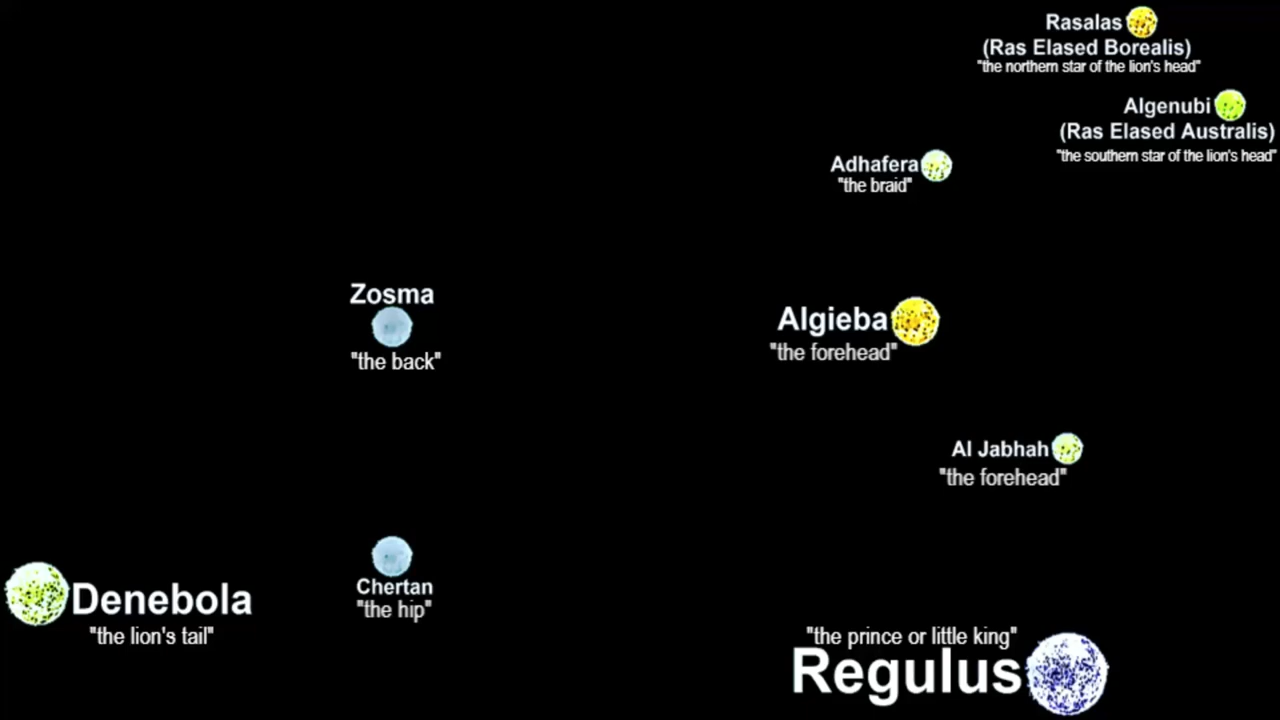 Rasalas
(Ras Elased Borealis)
"the northern star of the lion's head"
Algenubi
(Ras Elased Australis)
"the southern star of the lion's head"
Adhafera
"the braid"
Zosma
"the back"
Algieba
"the forehead"
Al Jabhah
"the forehead"
Denebola
"the lion's tail"
Chertan
"the hip"
"the prince or little king"
Regulus